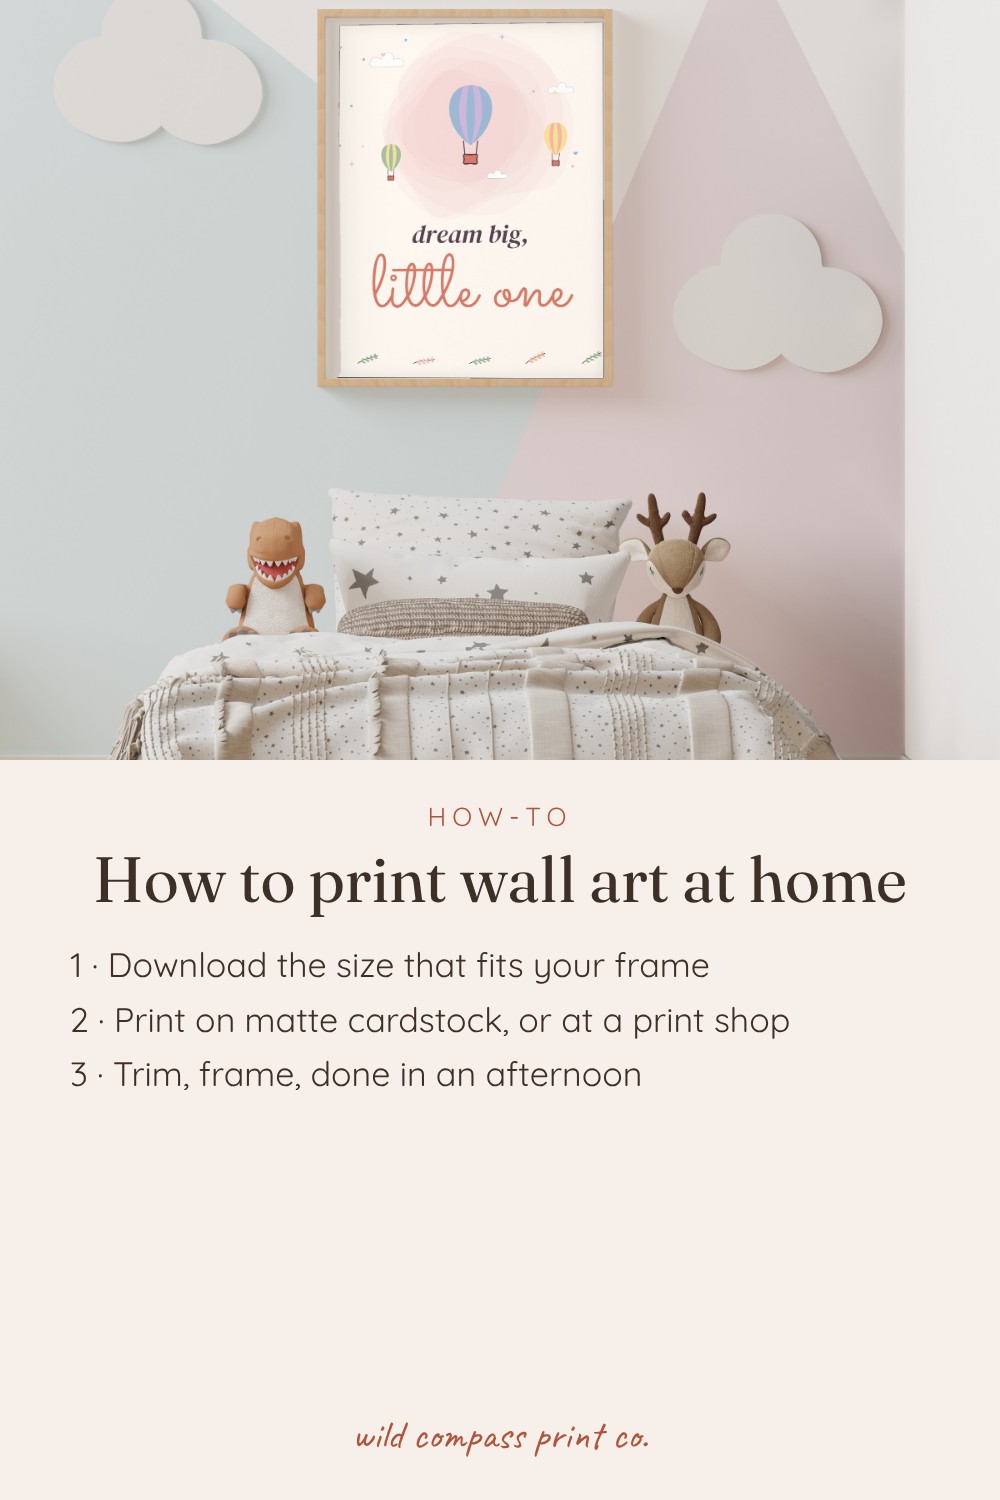 dream big,
little one
HOW-TO
How to print wall art at home
1 · Download the size that fits your frame
2 · Print on matte cardstock, or at a print shop
3 · Trim, frame, done in an afternoon
wild compass print co.